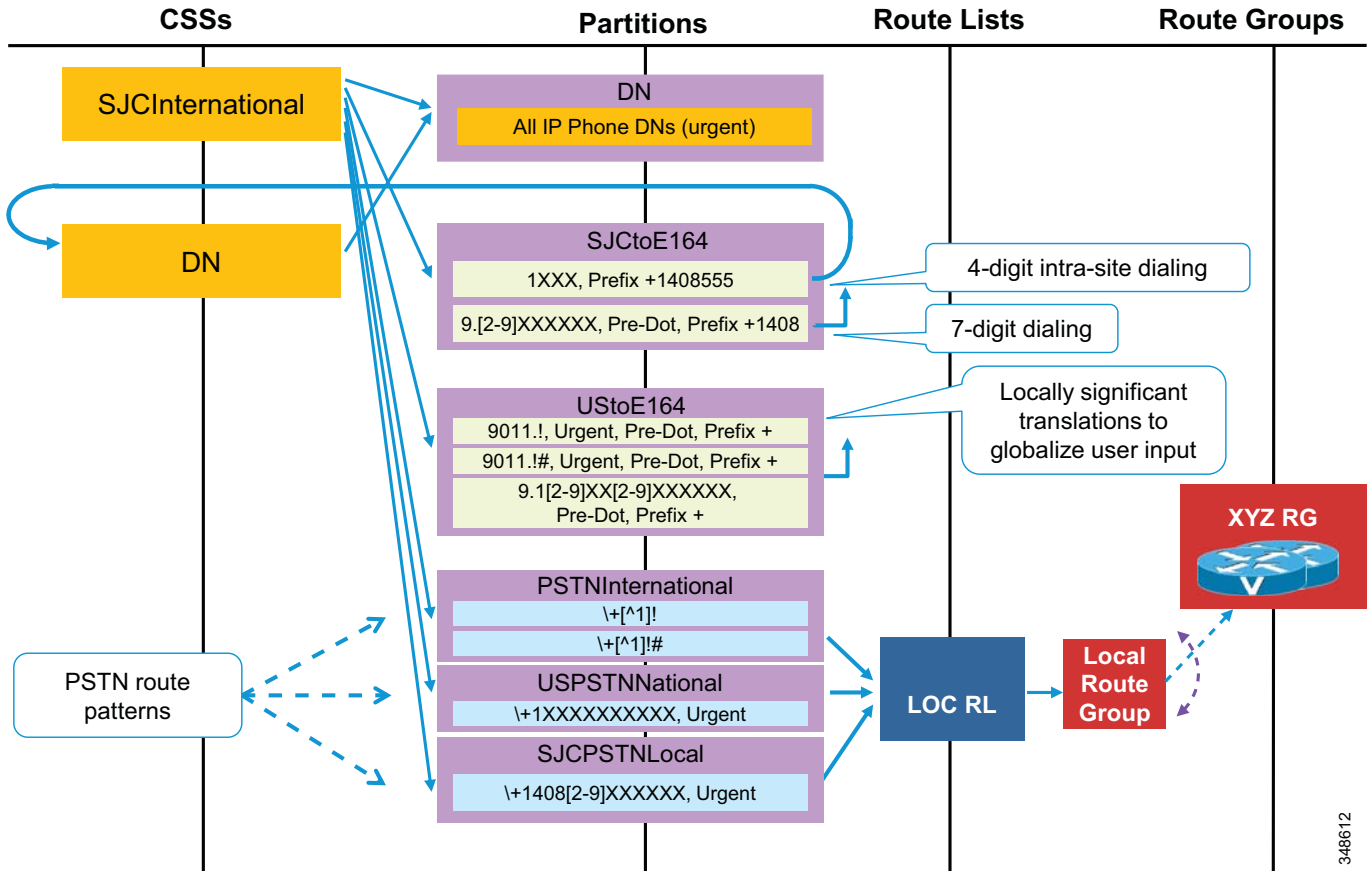 CSSs
Partitions
Route Lists
Route Groups
SJCInternational
DN
All IP Phone DNs (urgent)
DN
SJCtoE164
1XXX, Prefix +1408555
9.[2-9]XXXXXX, Pre-Dot, Prefix +1408
4-digit intra-site dialing
7-digit dialing
UStoE164
9011.!, Urgent, Pre-Dot, Prefix +
9011.!#, Urgent, Pre-Dot, Prefix +
9.1[2-9]XX[2-9]XXXXXX,
Pre-Dot, Prefix +
Locally significant
translations to
globalize user input
XYZ RG
V
PSTNInternational
\+[^1]!
\+[^1]!#
PSTN route
patterns
USPSTNNational
\+1XXXXXXXXXX, Urgent
SJCPSTNLocal
\+1408[2-9]XXXXXX, Urgent
LOC RL
Local
Route
Group
348612